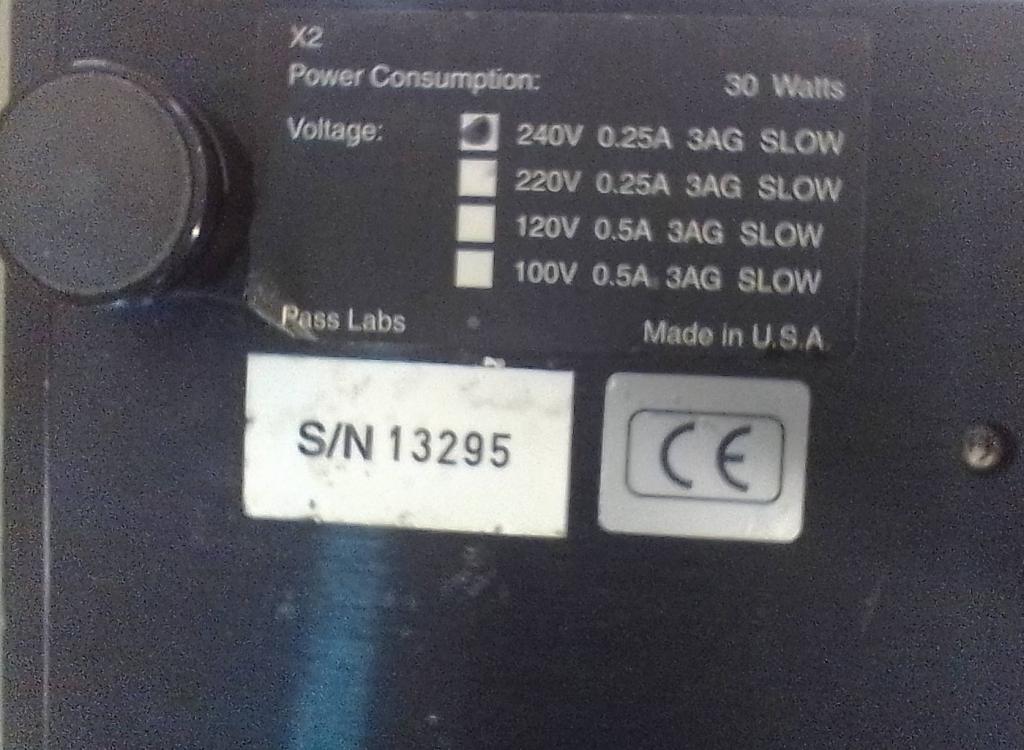 X2
Power Consumption: 30 Watts
Voltage: 240V 0.25A 3AG SLOW
220V 0.25A 3AG SLOW
120V 0.5A 3AG SLOW
100V 0.5A 3AG SLOW
Pass Labs Made in U.S.A
S/N 13295
CE